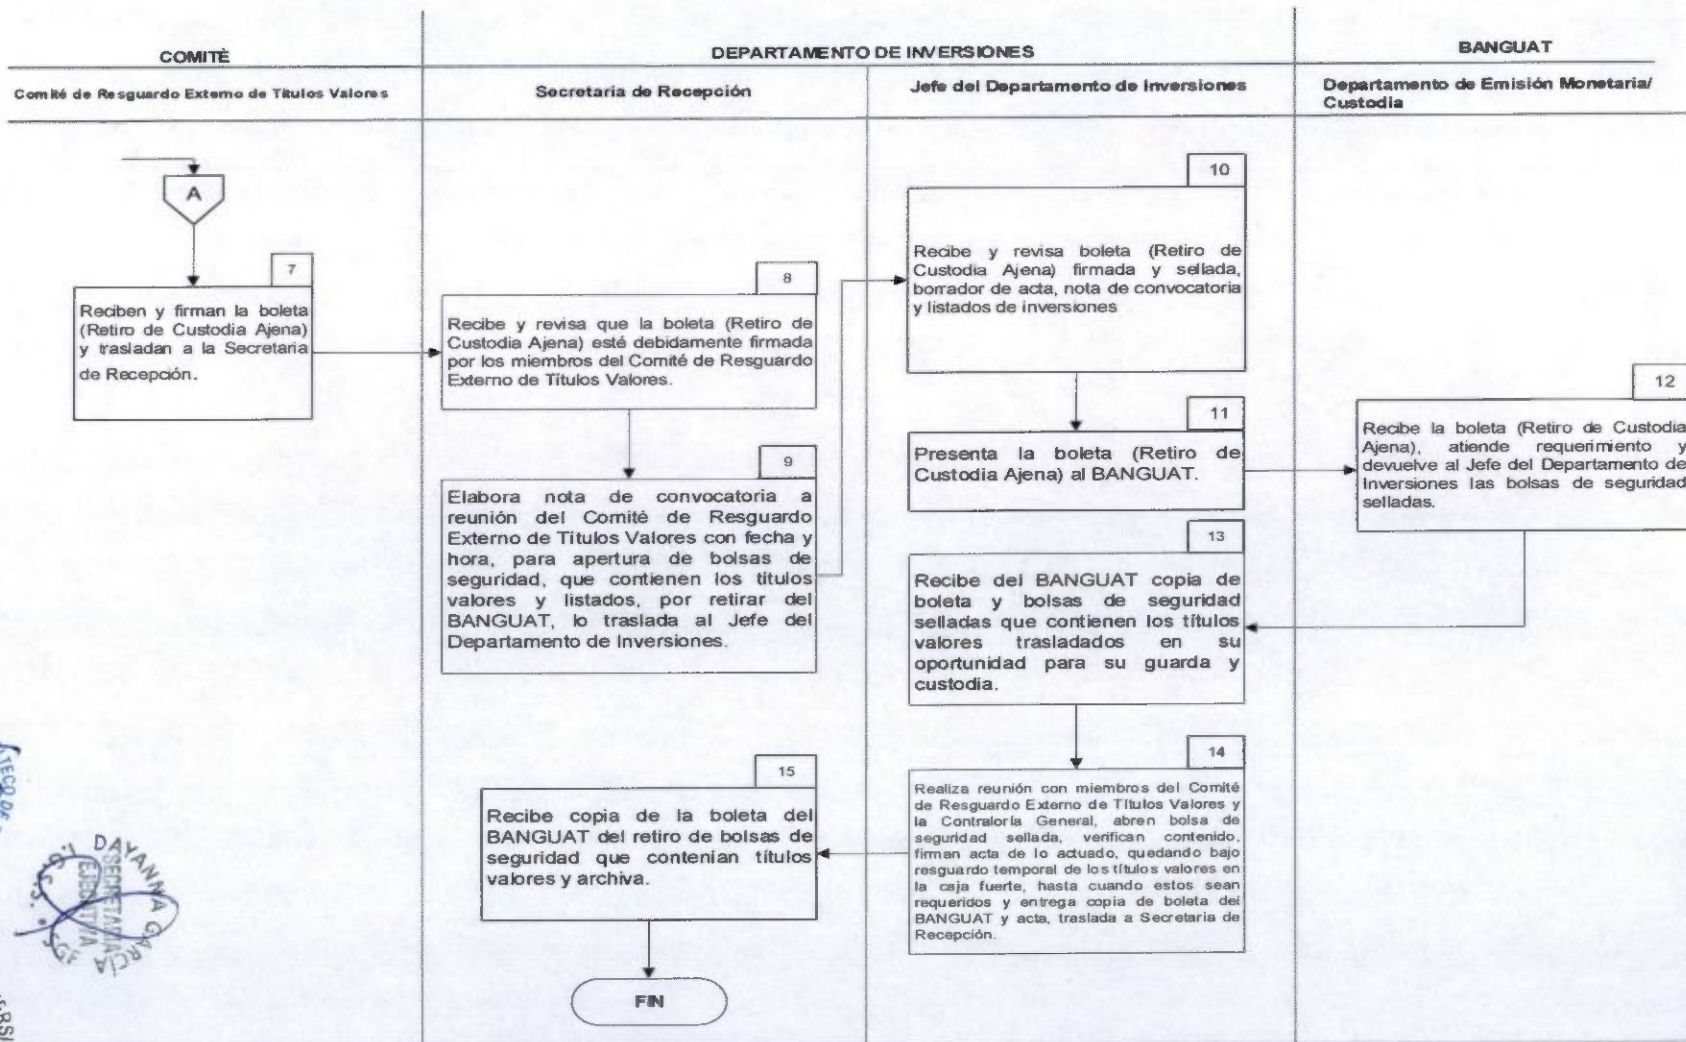 COMITÈ
DEPARTAMENTO DE INVERSIONES
BANGUAT
Comité de Resguardo Externo de Títulos Valores
Secretaria de Recepción
Jefe del Departamento de Inversiones
Departamento de Emisión Monetaria/
Custodia
A
7
Reciben y firman la boleta
(Retiro de Custodia Ajena)
y trasladan a la Secretaria
de Recepción.
8
Recibe y revisa que la boleta (Retiro de
Custodia Ajena) esté debidamente firmada
por los miembros del Comité de Resguardo
Externo de Títulos Valores.
9
Elabora nota de convocatoria a
reunión del Comité de Resguardo
Externo de Títulos Valores con fecha y
hora, para apertura de bolsas de
seguridad, que contienen los títulos
valores y listados, por retirar del
BANGUAT, lo traslada al Jefe del
Departamento de Inversiones.
10
Recibe y revisa boleta (Retiro de
Custodia Ajena) firmada y sellada,
borrador de acta, nota de convocatoria
y listados de inversiones
11
Presenta la boleta (Retiro de
Custodia Ajena) al BANGUAT.
12
Recibe la boleta (Retiro de Custodia
Ajena), atiende requerimiento y
devuelve al Jefe del Departamento de
Inversiones las bolsas de seguridad
selladas.
13
Recibe del BANGUAT copia de
boleta y bolsas de seguridad
selladas que contienen los títulos
valores trasladados en su
oportunidad para su guarda y
custodia.
14
Realiza reunión con miembros del Comité
de Resguardo Externo de Títulos Valores y
la Contraloría General, abren bolsa de
seguridad sellada, verifican contenido,
firman acta de lo actuado, quedando bajo
resguardo temporal de los títulos valores en
la caja fuerte, hasta cuando estos sean
requeridos y entrega copia de boleta del
BANGUAT y acta, traslada a Secretaria de
Recepción.
15
Recibe copia de la boleta del
BANGUAT del retiro de bolsas de
seguridad que contenían títulos
valores y archiva.
FIN
DAYANNA GARCÍA
SECRETARIA
EJECUTIVA
I.G.S.S. * SGF